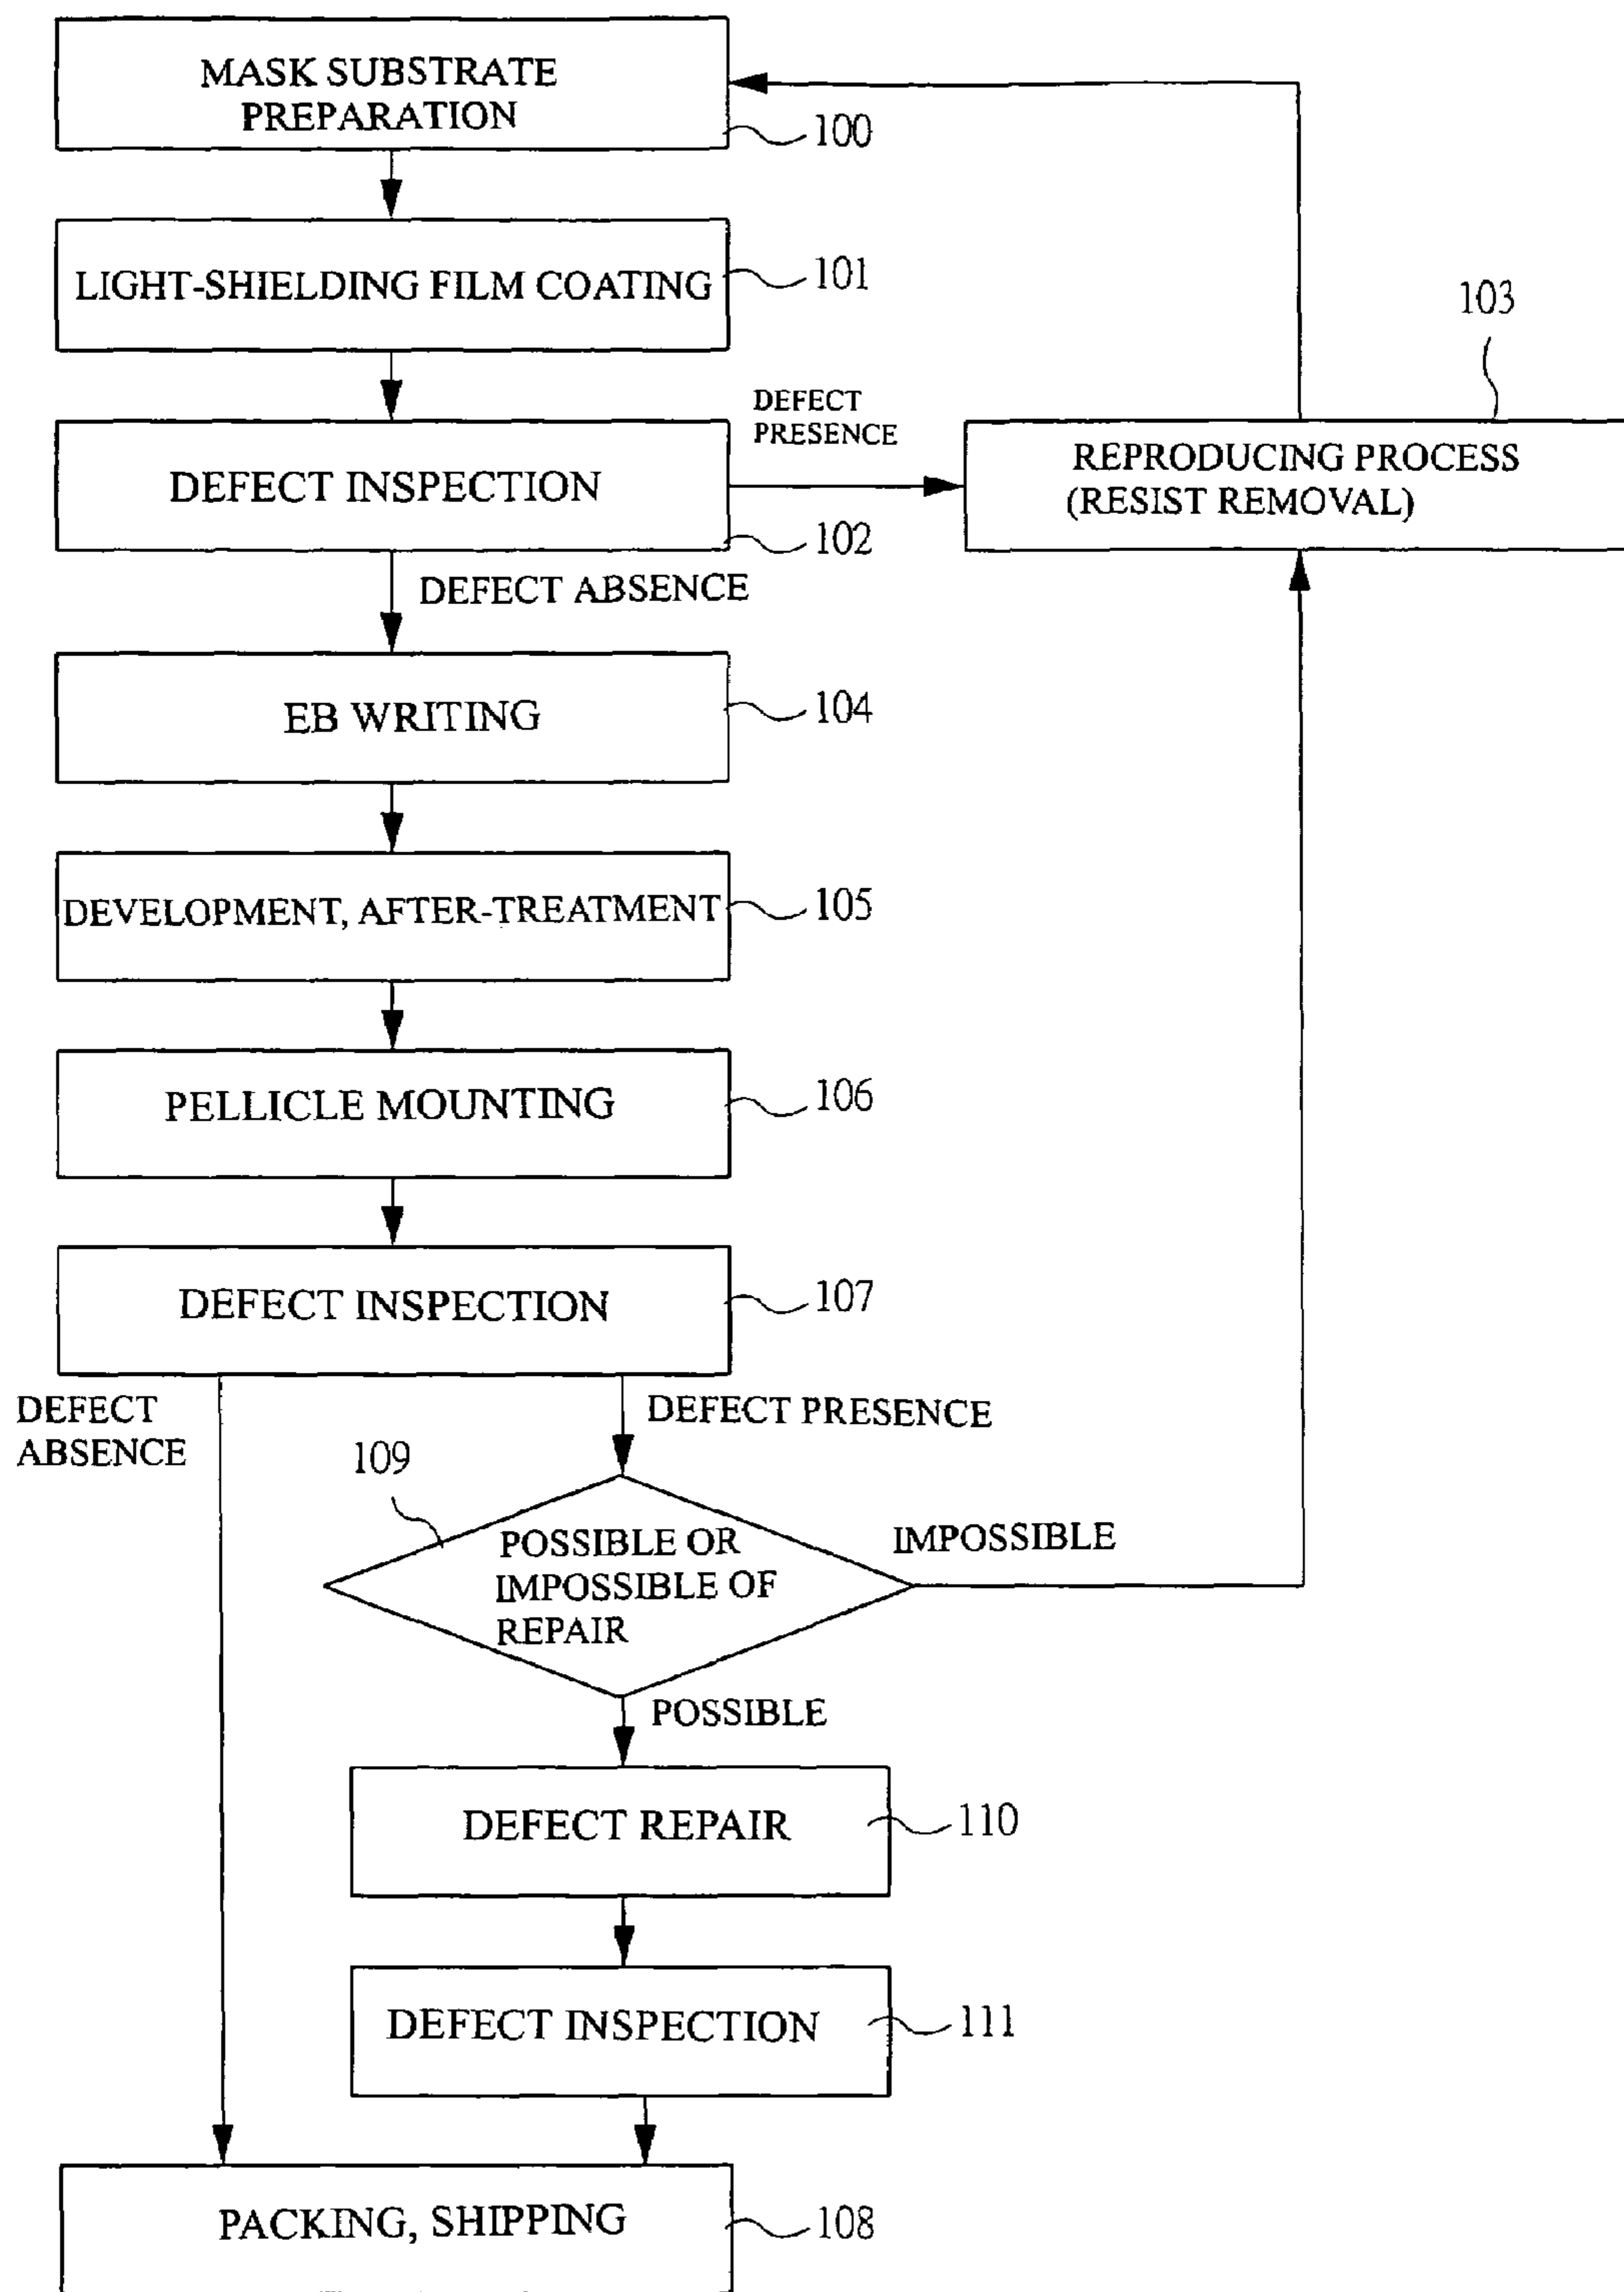 MASK SUBSTRATE
PREPARATION
100
LIGHT-SHIELDING FILM COATING
101
103
DEFECT
PRESENCE
DEFECT INSPECTION
102
REPRODUCING PROCESS
(RESIST REMOVAL)
DEFECT ABSENCE
EB WRITING
104
DEVELOPMENT, AFTER-TREATMENT
105
PELLICLE MOUNTING
106
DEFECT INSPECTION
107
DEFECT
ABSENCE
DEFECT PRESENCE
109
POSSIBLE OR
IMPOSSIBLE OF
REPAIR
IMPOSSIBLE
POSSIBLE
DEFECT REPAIR
110
DEFECT INSPECTION
111
PACKING, SHIPPING
108